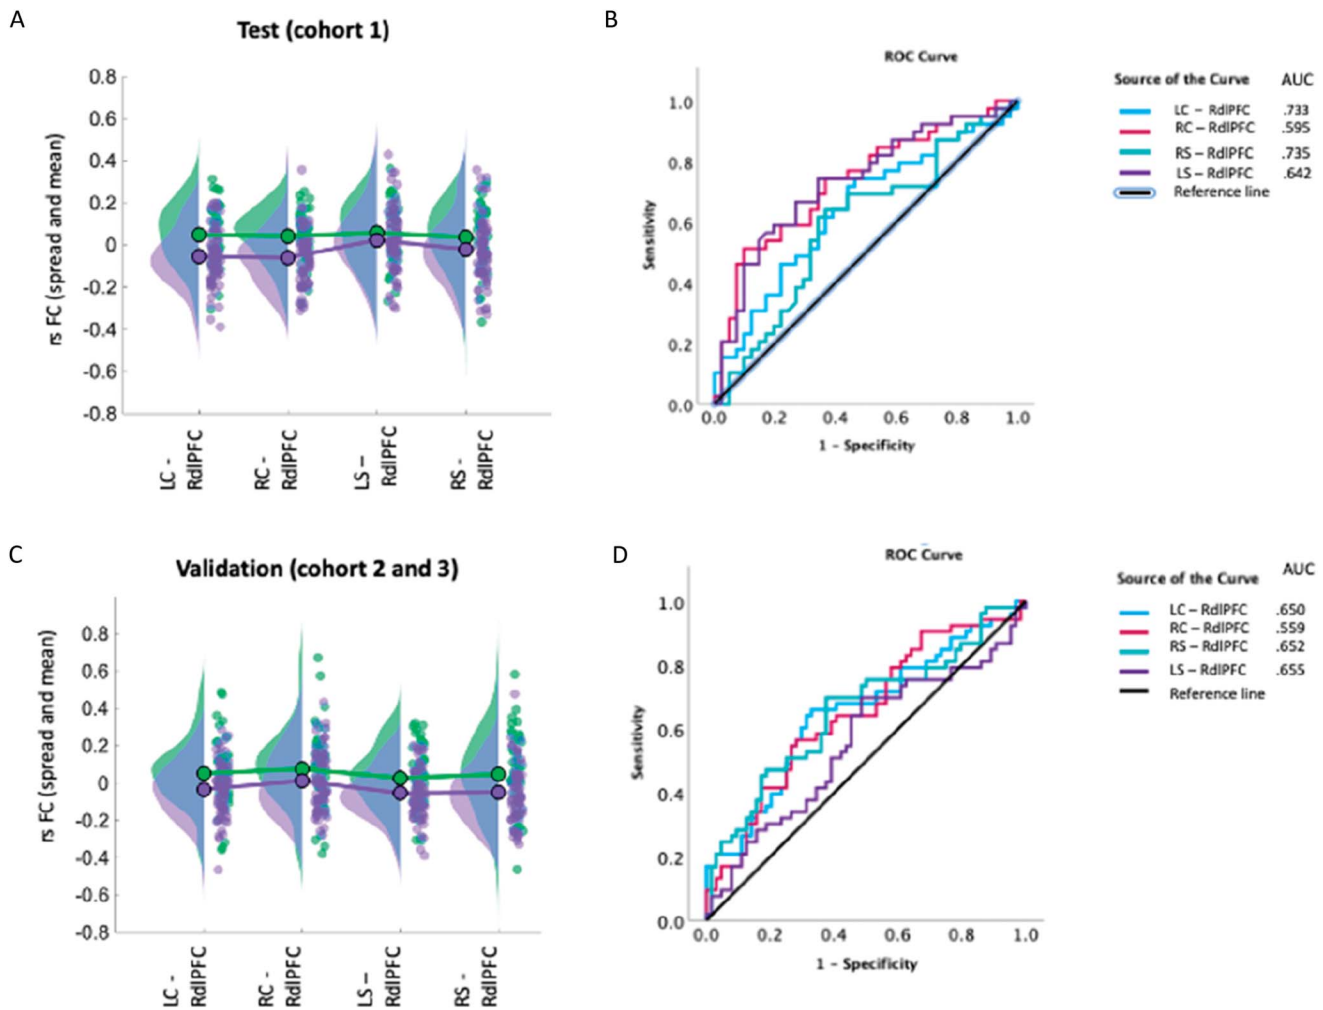 A
Test (cohort 1)
rs FC (spread and mean)
0.8
0.6
0.4
0.2
0
-0.2
-0.4
-0.6
-0.8
LC -
RdlPFC
RC -
RdlPFC
LS –
RdlPFC
RS -
RdlPFC
B
ROC Curve
Sensitivity
1.0
0.8
0.6
0.4
0.2
0.0
0.0 0.2 0.4 0.6 0.8 1.0
1 - Specificity
Source of the Curve AUC
LC – RdlPFC .733
RC – RdlPFC .595
RS – RdlPFC .735
LS – RdlPFC .642
Reference line
C
Validation (cohort 2 and 3)
rs FC (spread and mean)
0.8
0.6
0.4
0.2
0
-0.2
-0.4
-0.6
-0.8
LC -
RdlPFC
RC -
RdlPFC
LS –
RdlPFC
RS -
RdlPFC
D
ROC Curve
Sensitivity
1.0
0.8
0.6
0.4
0.2
0.0
0.0 0.2 0.4 0.6 0.8 1.0
1 - Specificity
Source of the Curve AUC
LC – RdlPFC .650
RC – RdlPFC .559
RS – RdlPFC .652
LS – RdlPFC .655
Reference line